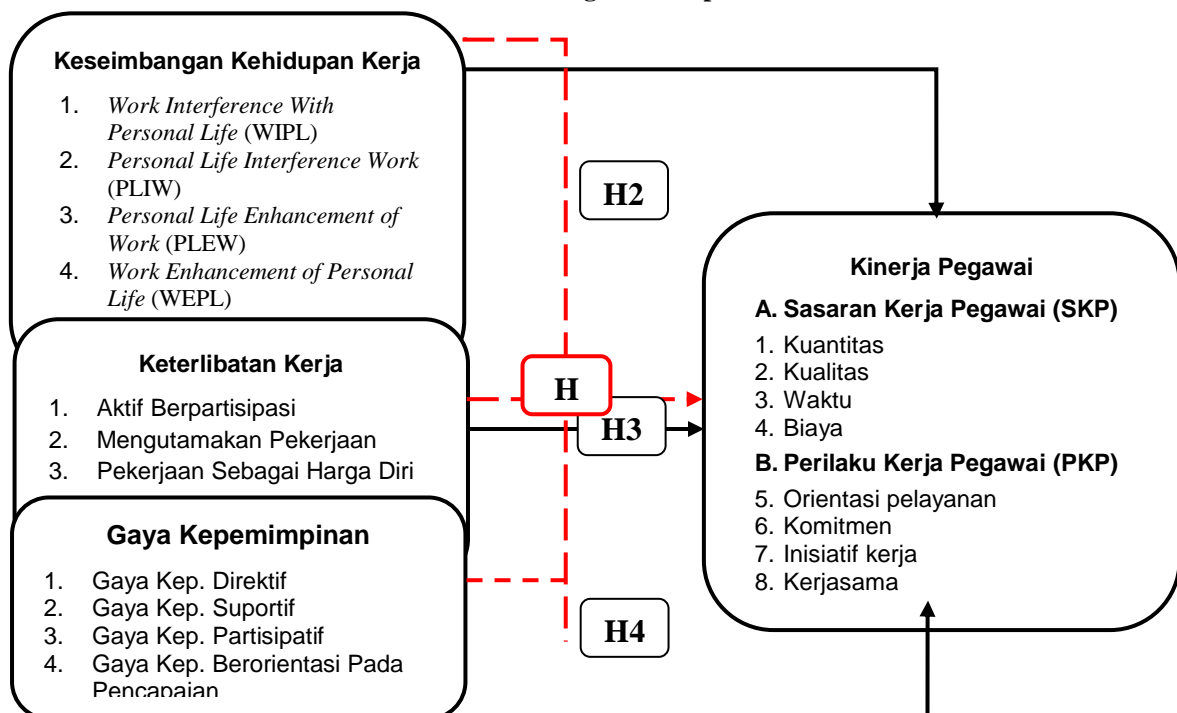 Keseimbangan Kehidupan Kerja
1. Work Interference With
Personal Life (WIPL)
2. Personal Life Interference Work
(PLIW)
3. Personal Life Enhancement of
Work (PLEW)
4. Work Enhancement of Personal
Life (WEPL)
Keterlibatan Kerja
1. Aktif Berpartisipasi
2. Mengutamakan Pekerjaan
3. Pekerjaan Sebagai Harga Diri
Gaya Kepemimpinan
1. Gaya Kep. Direktif
2. Gaya Kep. Suportif
3. Gaya Kep. Partisipatif
4. Gaya Kep. Berorientasi Pada
Pencapaian
H2
H
H3
H4
Kinerja Pegawai
A. Sasaran Kerja Pegawai (SKP)
1. Kuantitas
2. Kualitas
3. Waktu
4. Biaya
B. Perilaku Kerja Pegawai (PKP)
5. Orientasi pelayanan
6. Komitmen
7. Inisiatif kerja
8. Kerjasama